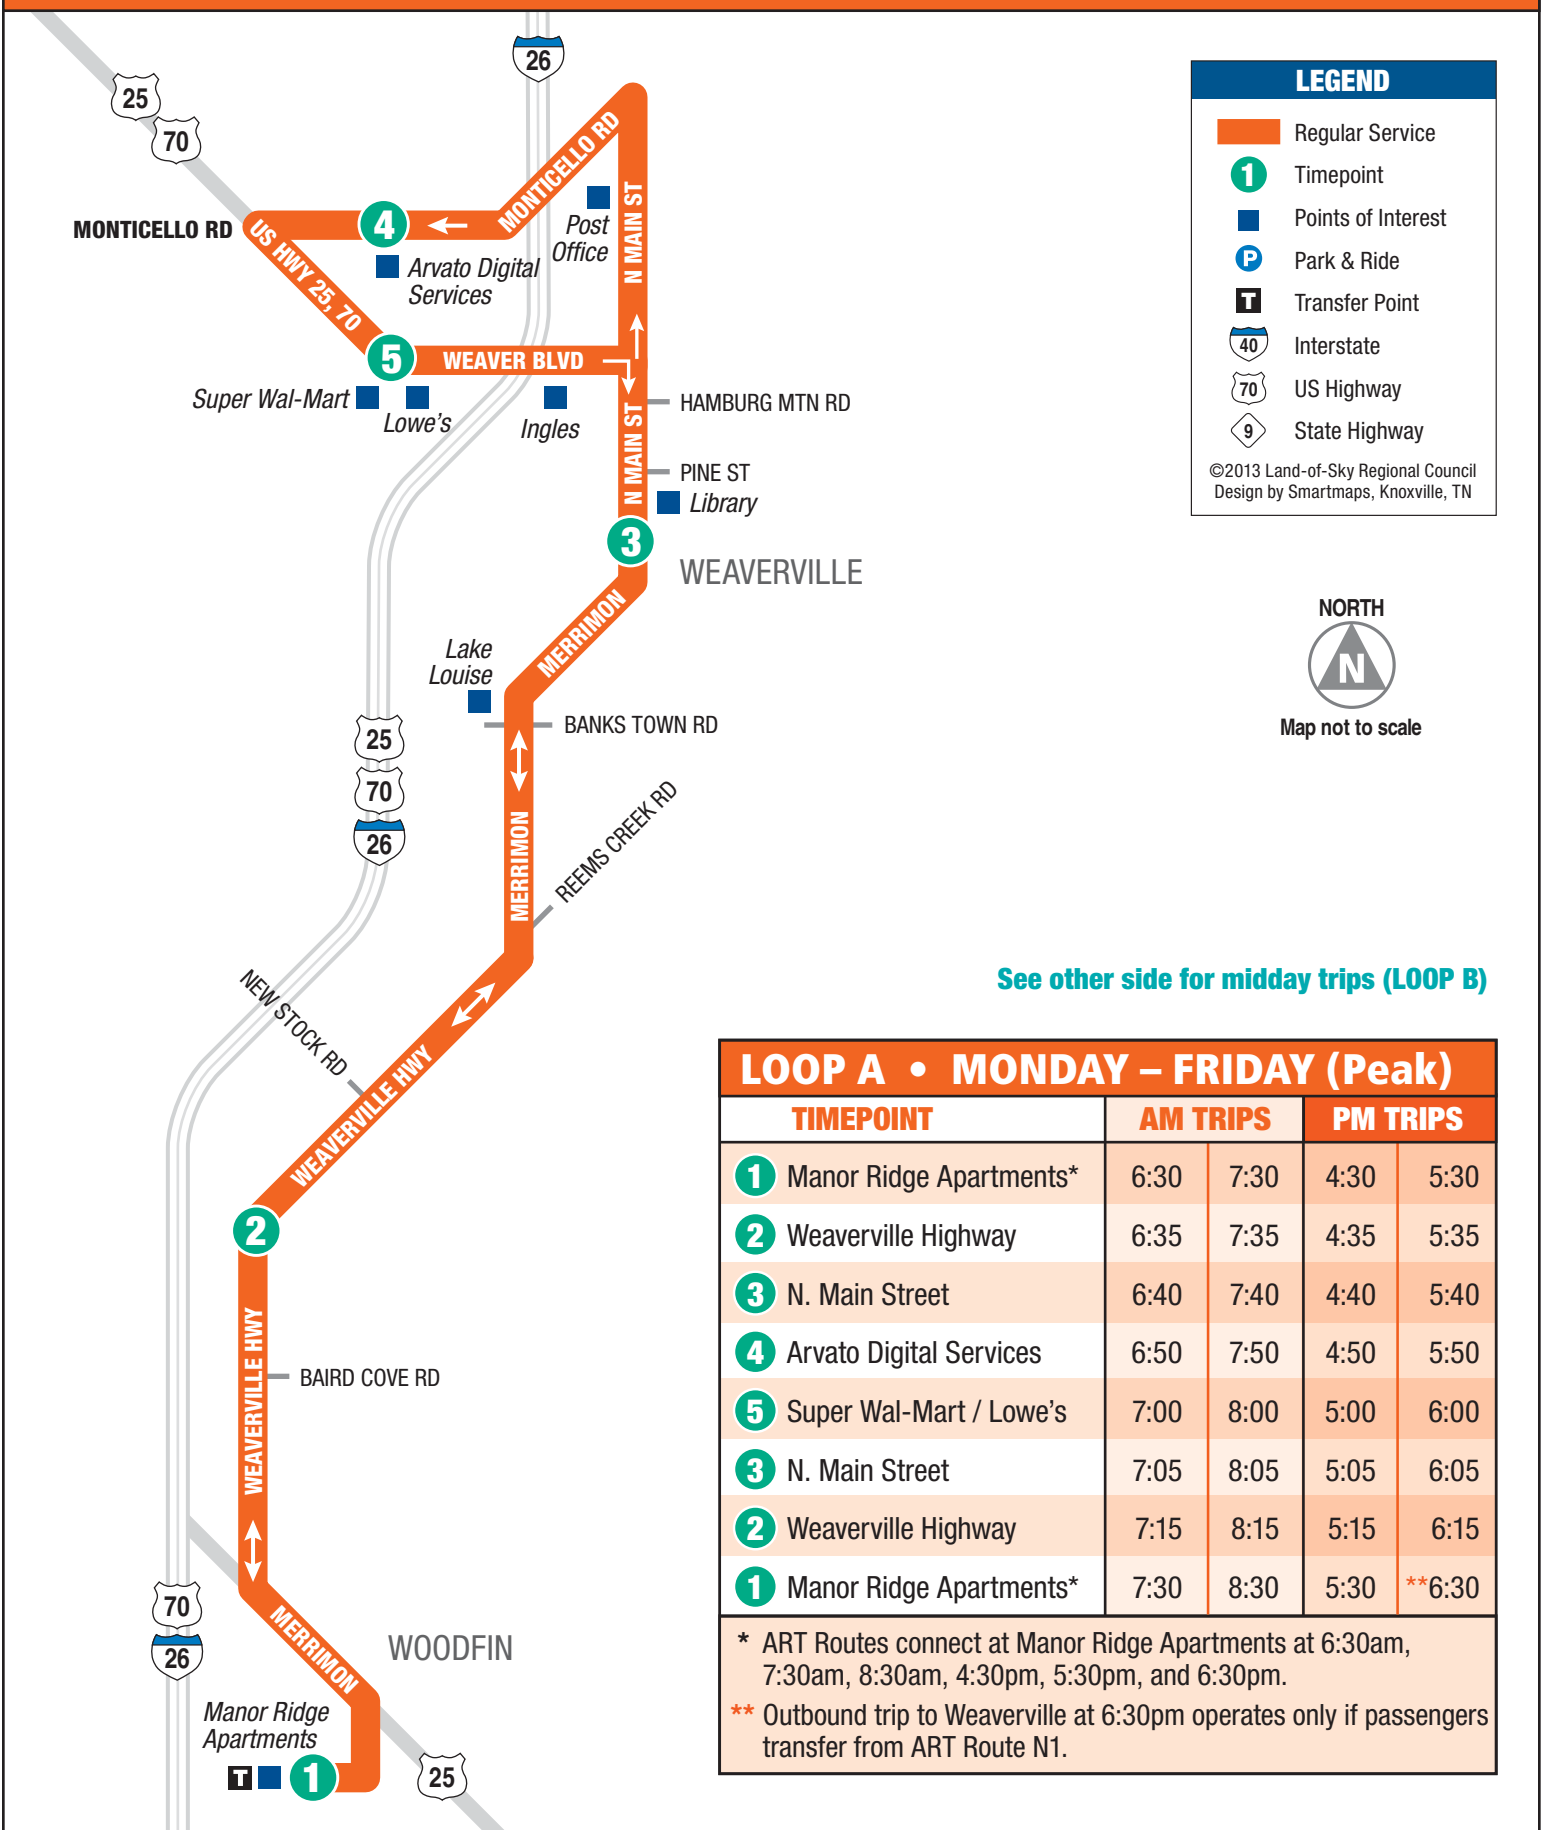 26
25
70
MONTICELLO RD
MONTICELLO RD
US HWY 25, 70
4
Arvato Digital
Services
Post
Office
N MAIN ST
5
WEAVER BLVD
Super Wal-Mart
Lowe's
Ingles
N MAIN ST
HAMBURG MTN RD
PINE ST
Library
3
WEAVERVILLE
MERRIMON
Lake
Louise
BANKS TOWN RD
25
70
26
MERRIMON
REEMS CREEK RD
NEW STOCK RD
WEAVERVILLE HWY
2
WEAVERVILLE HWY
BAIRD COVE RD
70
26
MERRIMON
WOODFIN
Manor Ridge
Apartments
T
1
25
LEGEND
Regular Service
1 Timepoint
Points of Interest
P Park & Ride
T Transfer Point
40 Interstate
70 US Highway
9 State Highway
©2013 Land-of-Sky Regional Council
Design by Smartmaps, Knoxville, TN
NORTH
N
Map not to scale
See other side for midday trips (LOOP B)
LOOP A • MONDAY – FRIDAY (Peak)
TIMEPOINT AM TRIPS PM TRIPS
1 Manor Ridge Apartments* 6:30 7:30 4:30 5:30
2 Weaverville Highway 6:35 7:35 4:35 5:35
3 N. Main Street 6:40 7:40 4:40 5:40
4 Arvato Digital Services 6:50 7:50 4:50 5:50
5 Super Wal-Mart / Lowe's 7:00 8:00 5:00 6:00
3 N. Main Street 7:05 8:05 5:05 6:05
2 Weaverville Highway 7:15 8:15 5:15 6:15
1 Manor Ridge Apartments* 7:30 8:30 5:30 **6:30
* ART Routes connect at Manor Ridge Apartments at 6:30am,
7:30am, 8:30am, 4:30pm, 5:30pm, and 6:30pm.
** Outbound trip to Weaverville at 6:30pm operates only if passengers
transfer from ART Route N1.